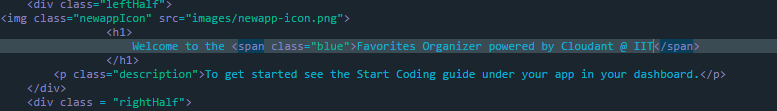 <div class="leftHalf">
<img class="newappIcon" src="images/newapp-icon.png">
<h1>
Welcome to the <span class="blue">Favorites Organizer powered by Cloudant @ IIT</span>
</h1>
<p class="description">To get started see the Start Coding guide under your app in your dashboard.</p>
</div>
<div class = "rightHalf">